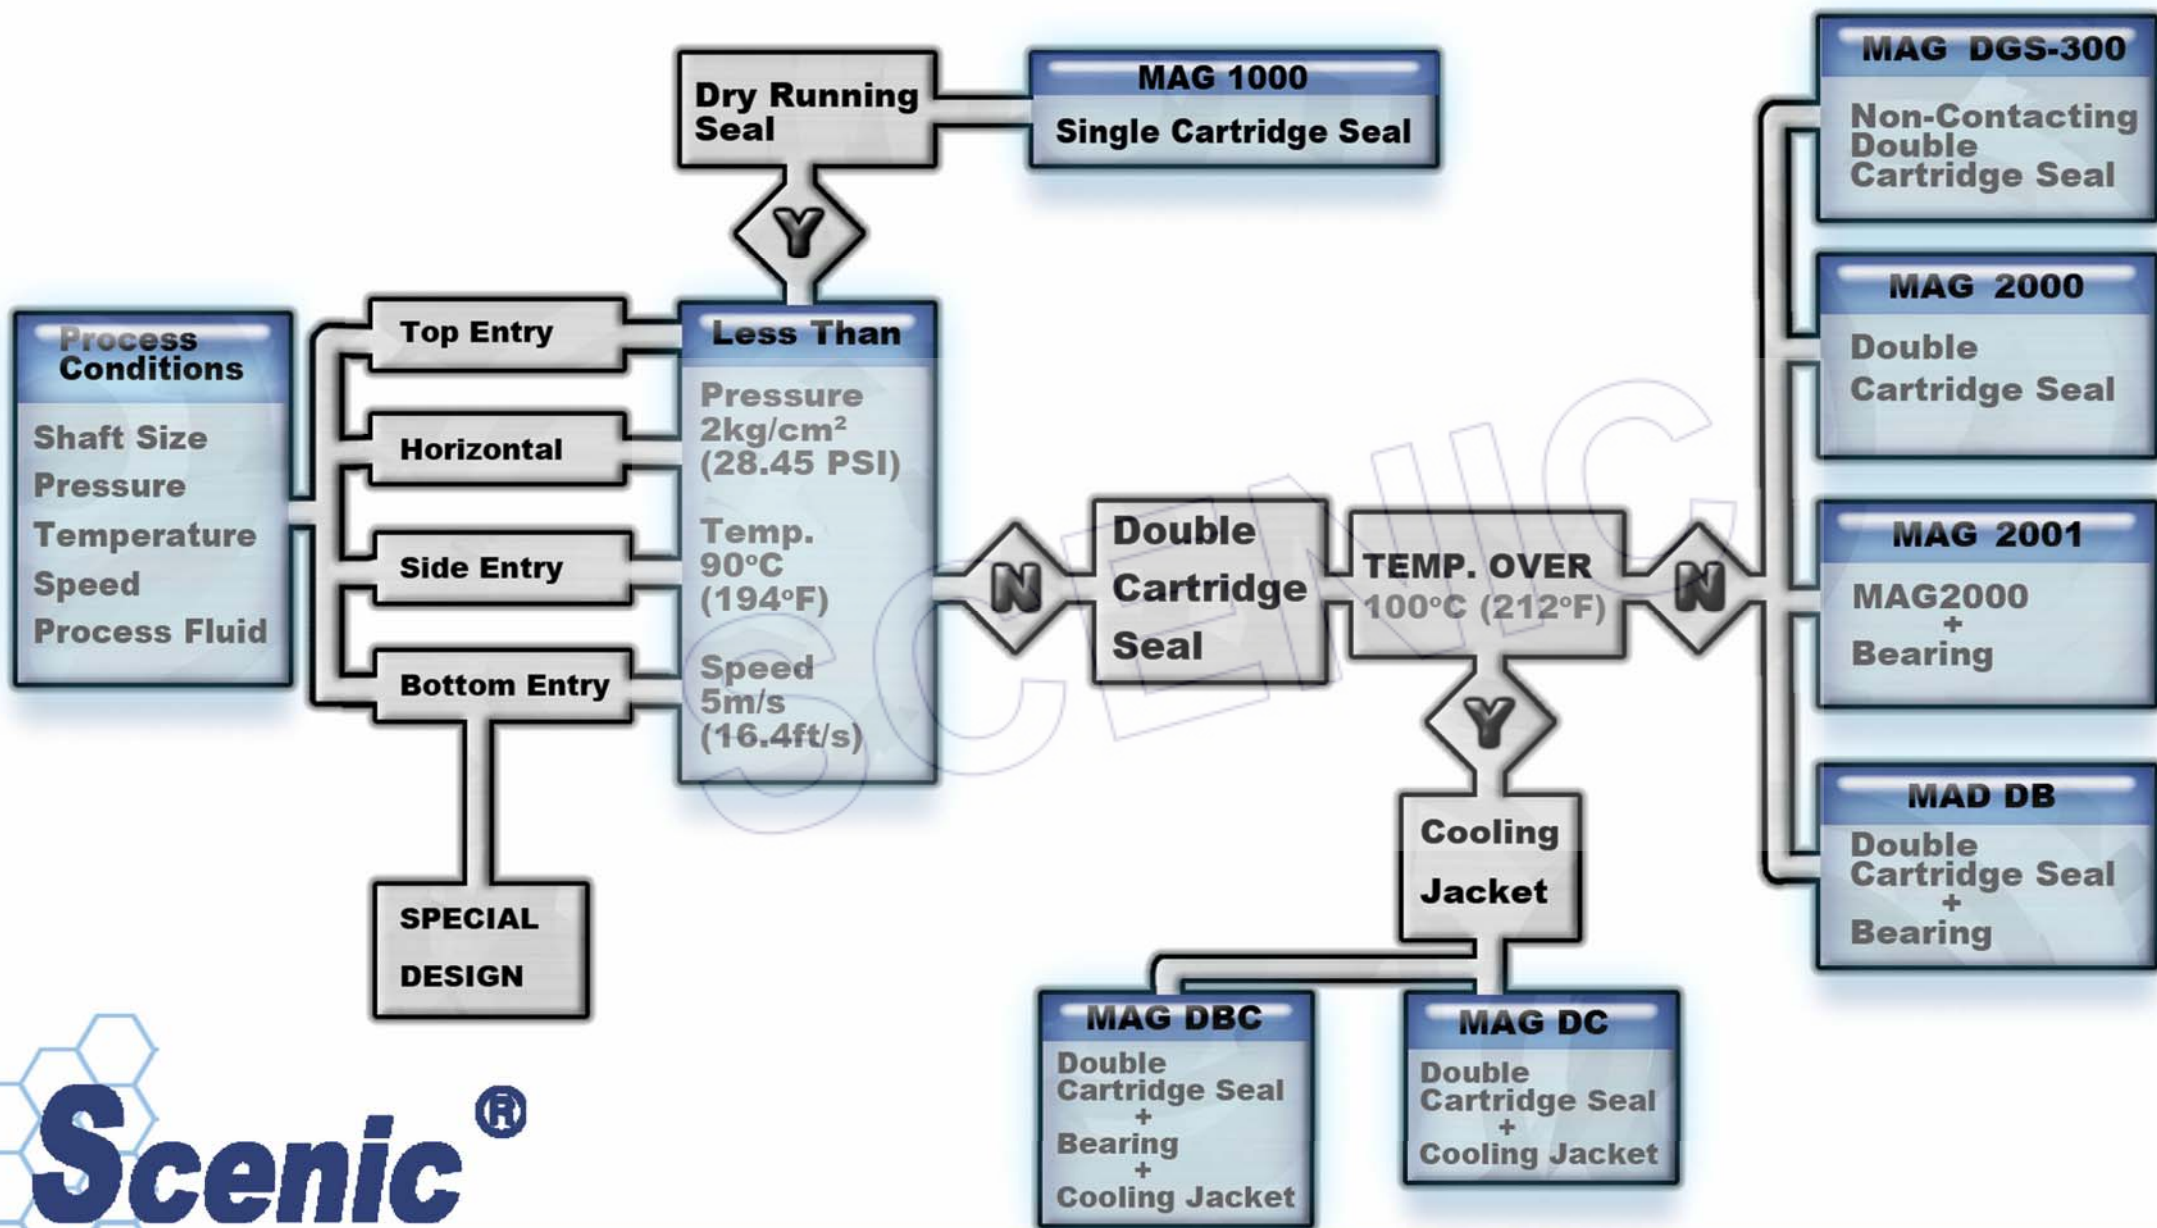 Dry Running
Seal
MAG 1000
Single Cartridge Seal
Y
Process
Conditions
Shaft Size
Pressure
Temperature
Speed
Process Fluid
Top Entry
Horizontal
Side Entry
Bottom Entry
SPECIAL
DESIGN
Less Than
Pressure
2kg/cm²
(28.45 PSI)
Temp.
90°C
(194°F)
Speed
5m/s
(16.4ft/s)
N
Double
Cartridge
Seal
TEMP. OVER
100°C (212°F)
N
Y
Cooling
Jacket
MAG DBC
Double
Cartridge Seal
+
Bearing
+
Cooling Jacket
MAG DC
Double
Cartridge Seal
+
Cooling Jacket
MAG DGS-300
Non-Contacting
Double
Cartridge Seal
MAG 2000
Double
Cartridge Seal
MAG 2001
MAG2000
+
Bearing
MAD DB
Double
Cartridge Seal
+
Bearing
SCENIC
Scenic ®